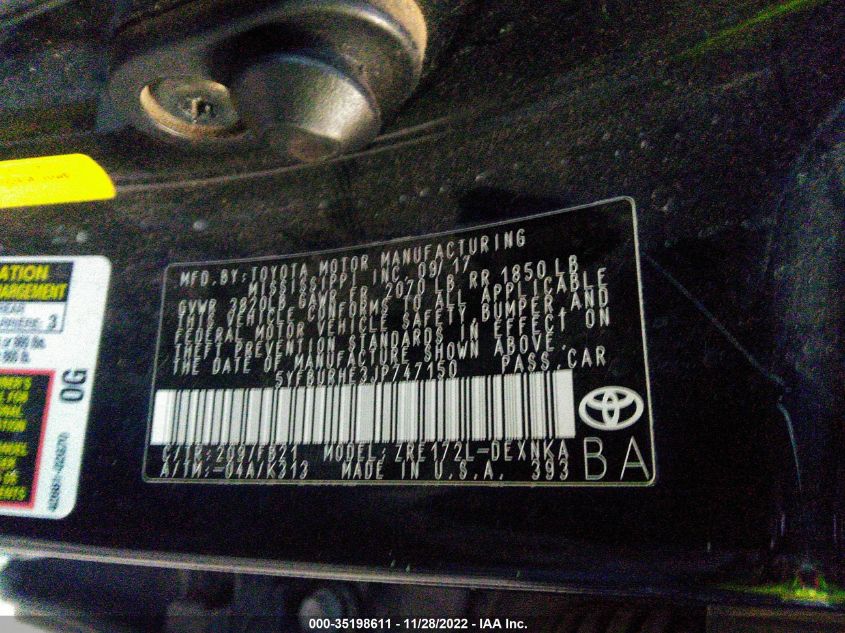 MFD. BY: TOYOTA MOTOR MANUFACTURING
MISSISSIPPI, INC. 09/17
GVWR 3820LB GAWR FR 2070 LB, RR 1850 LB
THIS VEHICLE CONFORMS TO ALL APPLICABLE
FEDERAL MOTOR VEHICLE SAFETY, BUMPER AND
THEFT PREVENTION STANDARDS IN EFFECT ON
THE DATE OF MANUFACTURE SHOWN ABOVE.
5YFBURHE3JP747150 PASS.CAR
C/TR: 209/FB21 MODEL: ZRE172L-DEXNKA
A/TM: -04A/K313 MADE IN U.S.A. 393
BA
REAR
3
0G
000-35198611 - 11/28/2022 - IAA Inc.